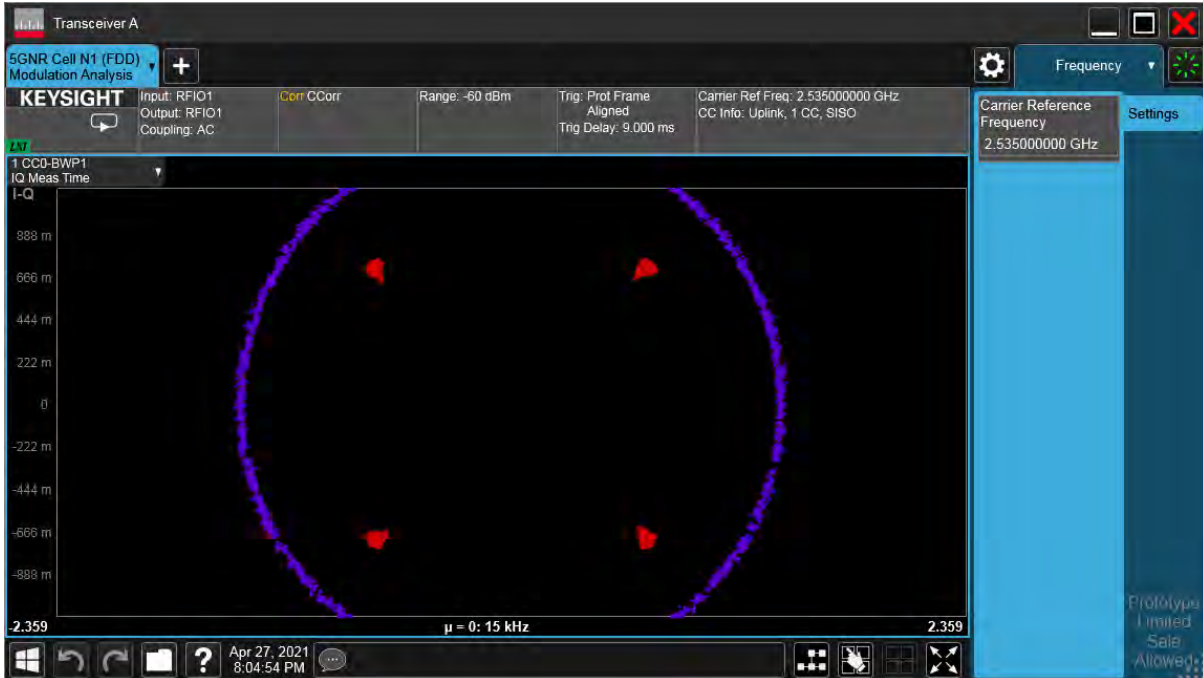 Transceiver A
5GNR Cell N1 (FDD)
Modulation Analysis
+
Frequency
KEYSIGHT
LXI
Input: RFIO1
Output: RFIO1
Coupling: AC
Corr CCorr
Range: -60 dBm
Trig: Prot Frame
Aligned
Trig Delay: 9.000 ms
Carrier Ref Freq: 2.535000000 GHz
CC Info: Uplink, 1 CC, SISO
Carrier Reference
Frequency
2.535000000 GHz
Settings
1 CC0-BWP1
IQ Meas Time
I-Q
888 m
666 m
444 m
222 m
0
-222 m
-444 m
-666 m
-888 m
-2.359
µ = 0: 15 kHz
2.359
Prototype
Limited
Sale
Allowed
?
Apr 27, 2021
8:04:54 PM